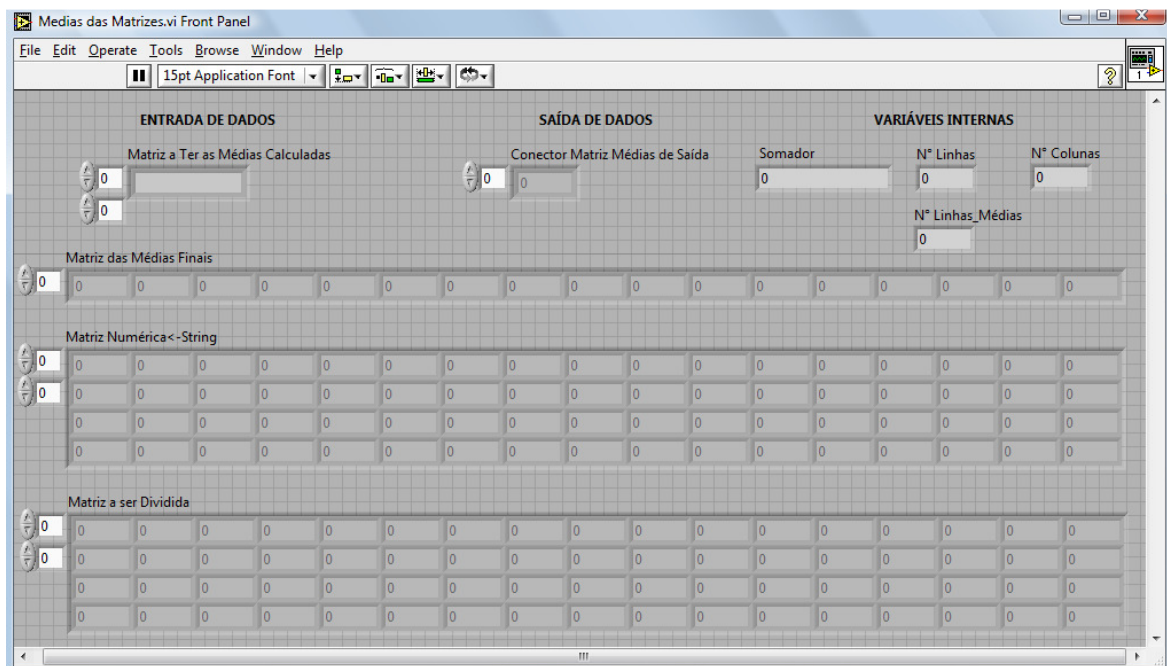 Medias das Matrizes.vi Front Panel
File Edit Operate Tools Browse Window Help
15pt Application Font
1
ENTRADA DE DADOS SAÍDA DE DADOS VARIÁVEIS INTERNAS
Matriz a Ter as Médias Calculadas Conector Matriz Médias de Saída Somador N° Linhas N° Colunas
0 0 0 0 0 0
0
N° Linhas_Médias
0
Matriz das Médias Finais
0 0 0 0 0 0 0 0 0 0 0 0 0 0 0 0 0 0
Matriz Numérica<-String
0 0 0 0 0 0 0 0 0 0 0 0 0 0 0 0 0 0
0 0 0 0 0 0 0 0 0 0 0 0 0 0 0 0 0 0
0 0 0 0 0 0 0 0 0 0 0 0 0 0 0 0 0
0 0 0 0 0 0 0 0 0 0 0 0 0 0 0 0 0
Matriz a ser Dividida
0 0 0 0 0 0 0 0 0 0 0 0 0 0 0 0 0 0
0 0 0 0 0 0 0 0 0 0 0 0 0 0 0 0 0 0
0 0 0 0 0 0 0 0 0 0 0 0 0 0 0 0 0
0 0 0 0 0 0 0 0 0 0 0 0 0 0 0 0 0